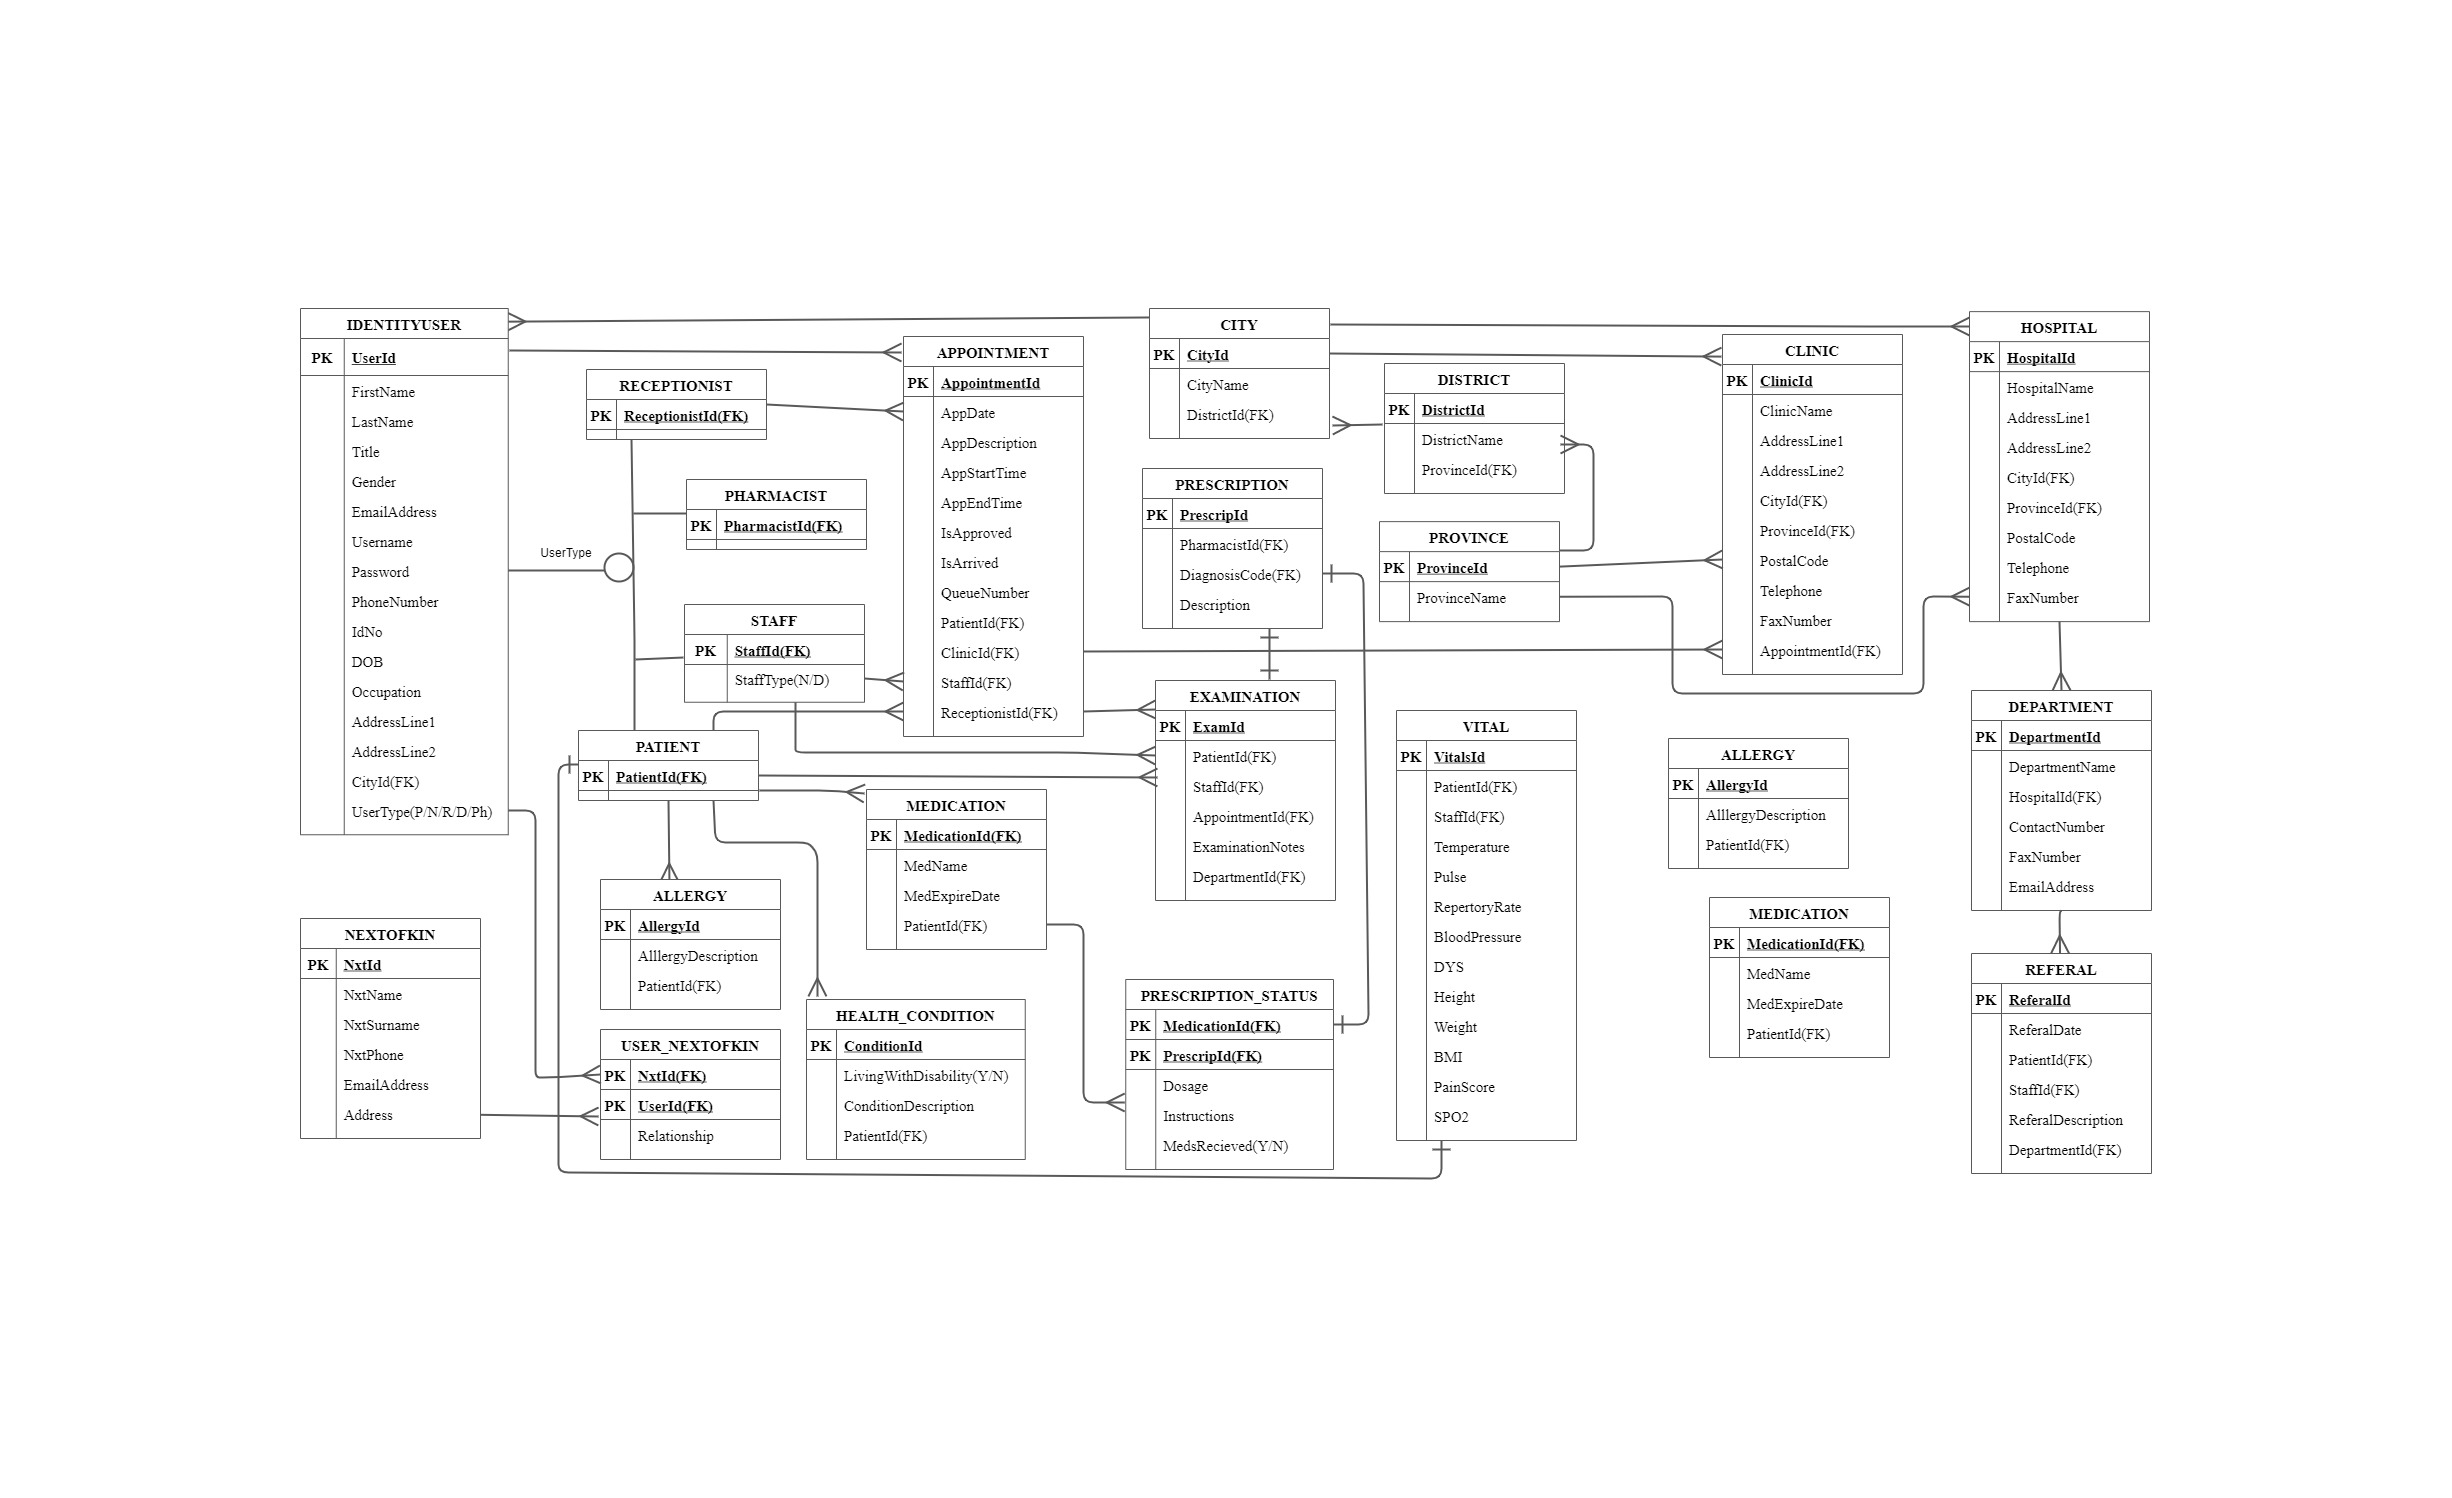 IDENTITYUSER
PK UserId
FirstName
LastName
Title
Gender
EmailAddress
Username
Password
PhoneNumber
IdNo
DOB
Occupation
AddressLine1
AddressLine2
CityId(FK)
UserType(P/N/R/D/Ph)
UserType
RECEPTIONIST
PK ReceptionistId(FK)
PHARMACIST
PK PharmacistId(FK)
STAFF
PK StaffId(FK)
StaffType(N/D)
PATIENT
PK PatientId(FK)
APPOINTMENT
PK AppointmentId
AppDate
AppDescription
AppStartTime
AppEndTime
IsApproved
IsArrived
QueueNumber
PatientId(FK)
ClinicId(FK)
StaffId(FK)
ReceptionistId(FK)
CITY
PK CityId
CityName
DistrictId(FK)
DISTRICT
PK DistrictId
DistrictName
ProvinceId(FK)
PRESCRIPTION
PK PrescripId
PharmacistId(FK)
DiagnosisCode(FK)
Description
PROVINCE
PK ProvinceId
ProvinceName
CLINIC
PK ClinicId
ClinicName
AddressLine1
AddressLine2
CityId(FK)
ProvinceId(FK)
PostalCode
Telephone
FaxNumber
AppointmentId(FK)
HOSPITAL
PK HospitalId
HospitalName
AddressLine1
AddressLine2
CityId(FK)
ProvinceId(FK)
PostalCode
Telephone
FaxNumber
EXAMINATION
PK ExamId
PatientId(FK)
StaffId(FK)
AppointmentId(FK)
ExaminationNotes
DepartmentId(FK)
VITAL
PK VitalsId
PatientId(FK)
StaffId(FK)
Temperature
Pulse
RepertoryRate
BloodPressure
DYS
Height
Weight
BMI
PainScore
SPO2
ALLERGY
PK AllergyId
AlllergyDescription
PatientId(FK)
DEPARTMENT
PK DepartmentId
DepartmentName
HospitalId(FK)
ContactNumber
FaxNumber
EmailAddress
MEDICATION
PK MedicationId(FK)
MedName
MedExpireDate
PatientId(FK)
ALLERGY
PK AllergyId
AlllergyDescription
PatientId(FK)
MEDICATION
PK MedicationId(FK)
MedName
MedExpireDate
PatientId(FK)
NEXTOFKIN
PK NxtId
NxtName
NxtSurname
NxtPhone
EmailAddress
Address
USER_NEXTOFKIN
PK NxtId(FK)
PK UserId(FK)
Relationship
HEALTH_CONDITION
PK ConditionId
LivingWithDisability(Y/N)
ConditionDescription
PatientId(FK)
PRESCRIPTION_STATUS
PK MedicationId(FK)
PK PrescripId(FK)
Dosage
Instructions
MedsRecieved(Y/N)
REFERAL
PK ReferalId
ReferalDate
PatientId(FK)
StaffId(FK)
ReferalDescription
DepartmentId(FK)